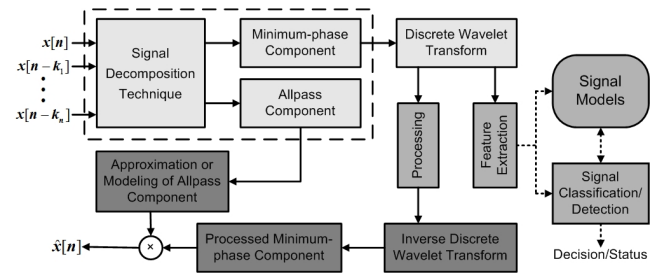 x[n]
x[n − k₁]
x[n − kₙ]
Signal
Decomposition
Technique
Minimum-phase
Component
Allpass
Component
Discrete Wavelet
Transform
Processing
Feature
Extraction
Signal
Models
Signal
Classification/
Detection
Decision/Status
Approximation or
Modeling of Allpass
Component
Inverse Discrete
Wavelet Transform
Processed Minimum-
phase Component
×
x̂[n]